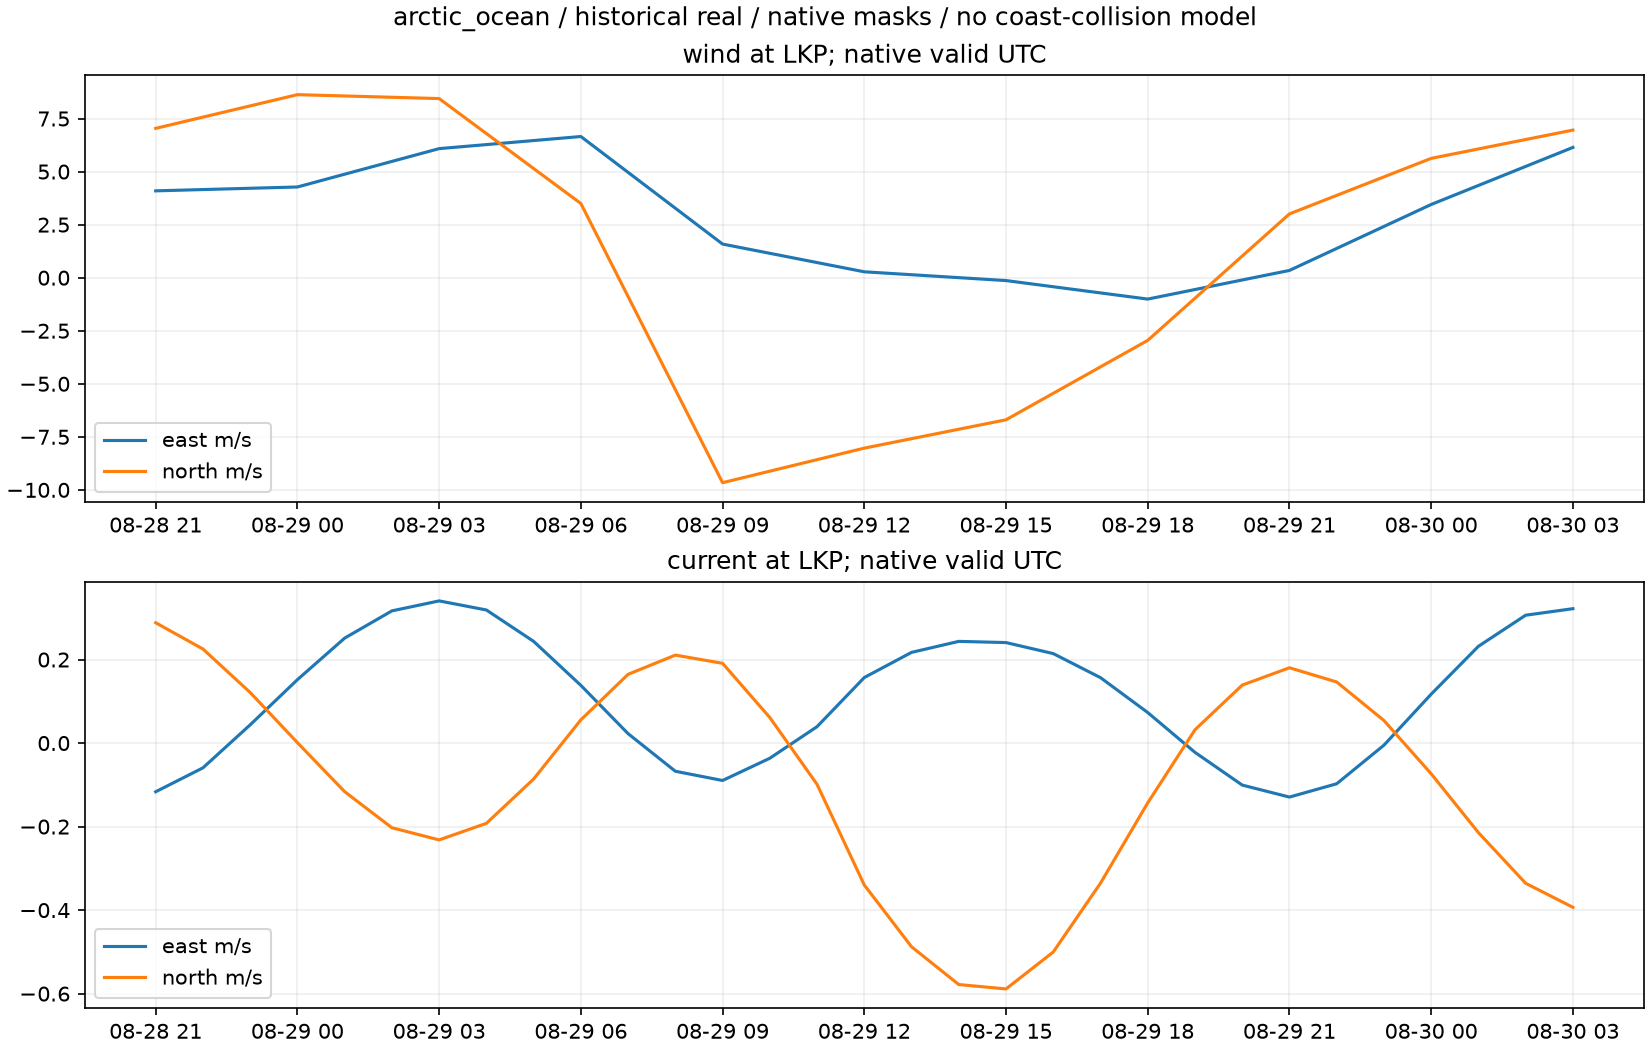 arctic_ocean / historical real / native masks / no coast-collision model
wind at LKP; native valid UTC
7.5
5.0
2.5
0.0
−2.5
−5.0
−7.5
−10.0
east m/s
north m/s
08-28 21 08-29 00 08-29 03 08-29 06 08-29 09 08-29 12 08-29 15 08-29 18 08-29 21 08-30 00 08-30 03
current at LKP; native valid UTC
0.2
0.0
−0.2
−0.4
−0.6
east m/s
north m/s
08-28 21 08-29 00 08-29 03 08-29 06 08-29 09 08-29 12 08-29 15 08-29 18 08-29 21 08-30 00 08-30 03